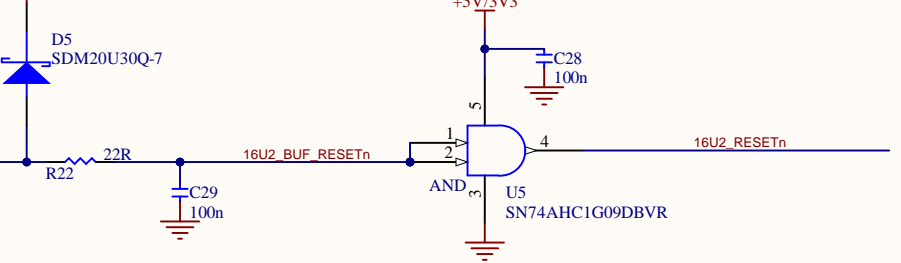 +5V/3V3
D5
SDM20U30Q-7
C28
100n
5
1
2
4
22R
16U2_BUF_RESETn
16U2_RESETn
R22
AND
3
U5
C29
100n
SN74AHC1G09DBVR